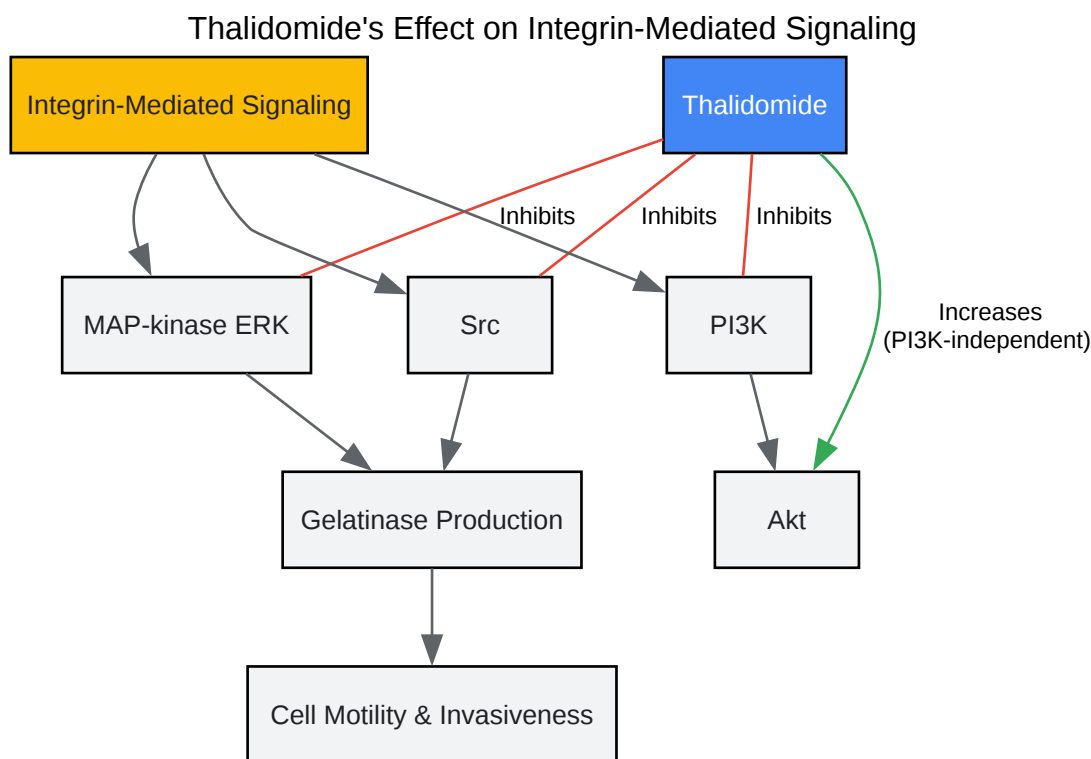 Thalidomide's Effect on Integrin-Mediated Signaling
Integrin-Mediated Signaling
Thalidomide
Inhibits
Inhibits
Inhibits
MAP-kinase ERK
Src
PI3K
Increases
(PI3K-independent)
Gelatinase Production
Akt
Cell Motility & Invasiveness